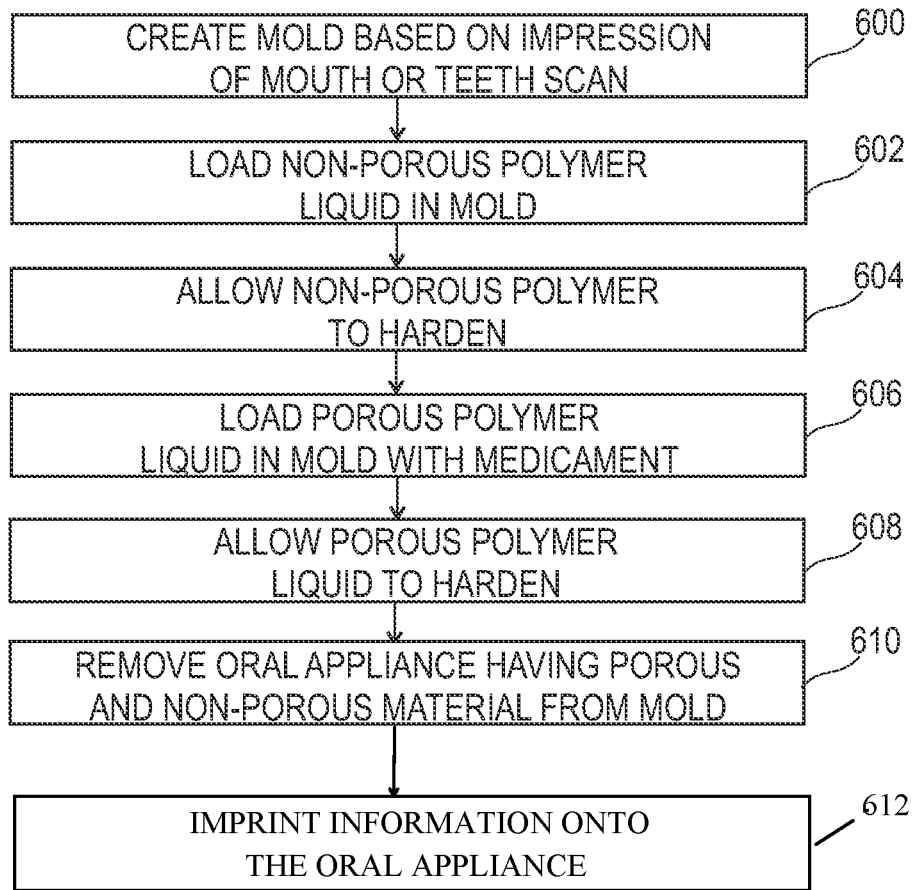 CREATE MOLD BASED ON IMPRESSION
OF MOUTH OR TEETH SCAN
600
LOAD NON-POROUS POLYMER
LIQUID IN MOLD
602
ALLOW NON-POROUS POLYMER
TO HARDEN
604
LOAD POROUS POLYMER
LIQUID IN MOLD WITH MEDICAMENT
606
ALLOW POROUS POLYMER
LIQUID TO HARDEN
608
REMOVE ORAL APPLIANCE HAVING POROUS
AND NON-POROUS MATERIAL FROM MOLD
610
IMPRINT INFORMATION ONTO
THE ORAL APPLIANCE
612